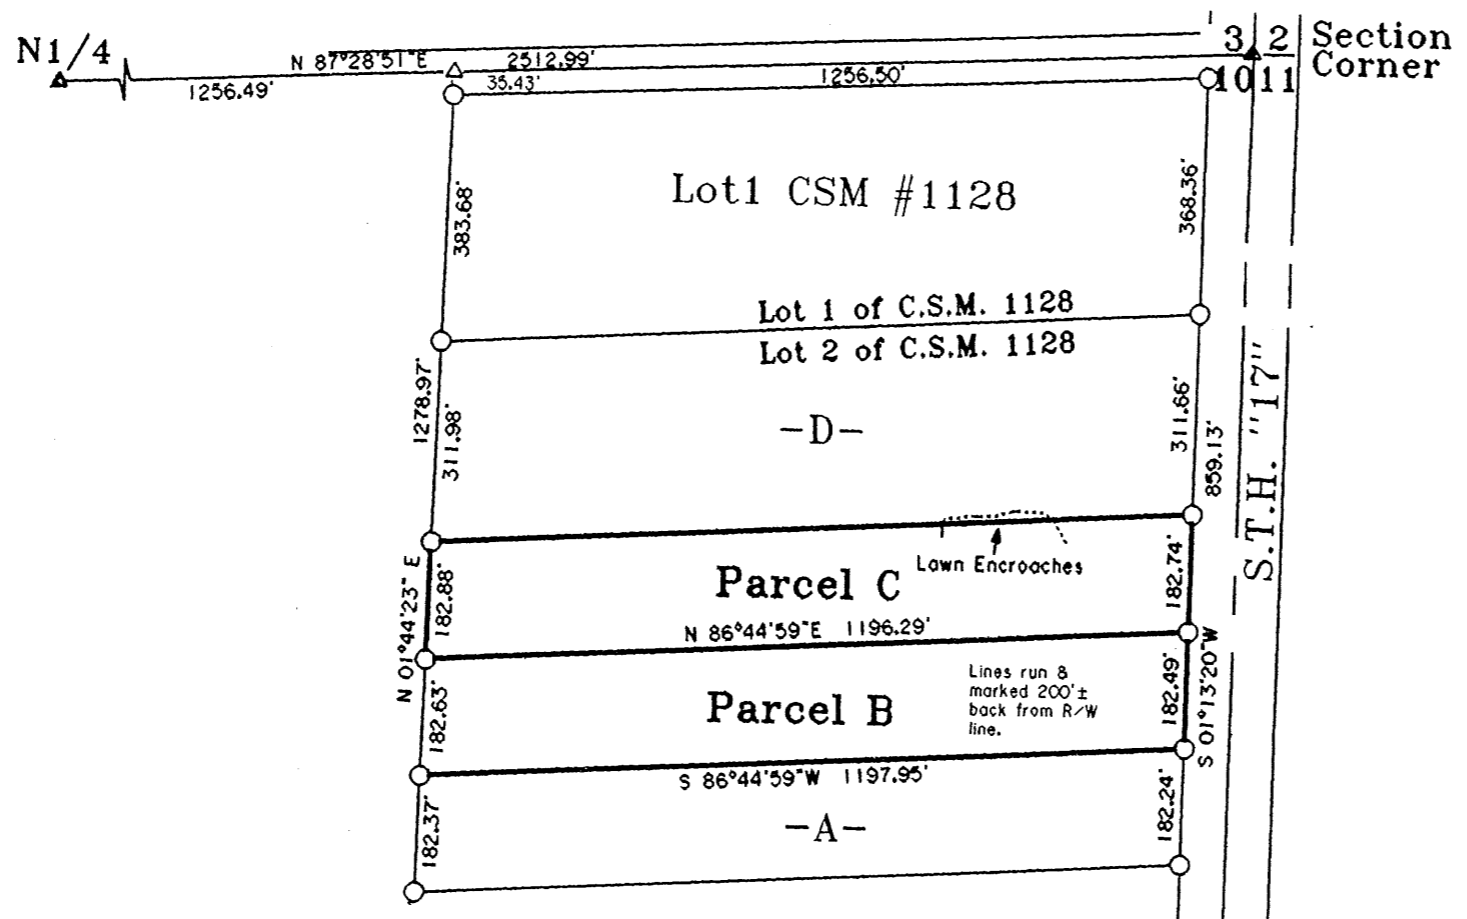 N1/4
N 87°28'51"E
2512.99'
3 2
Section
Corner
1256.49'
35.43'
1256.50'
10 11
Lot1 CSM #1128
383.68'
368.36'
Lot 1 of C.S.M. 1128
Lot 2 of C.S.M. 1128
1278.97'
311.98'
-D-
311.66'
859.13'
S.T.H. "17"
Lawn Encroaches
N 01°44'23" E
182.88'
Parcel C
182.74'
N 86°44'59"E 1196.29'
182.63'
Parcel B
Lines run &
marked 200'±
back from R/W
line.
182.49'
S 01°13'20"W
S 86°44'59"W 1197.95'
182.37'
-A-
182.24'